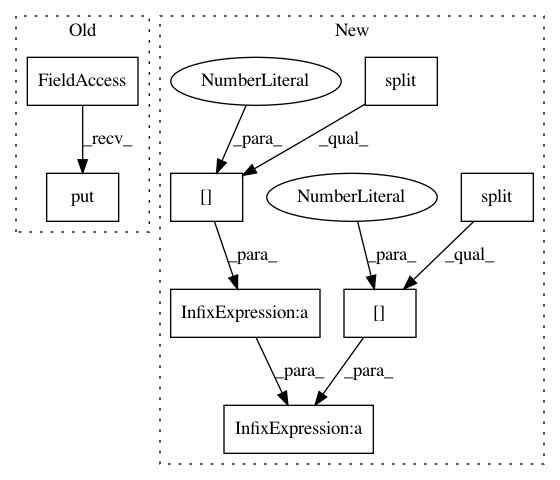 Old
New
FieldAccess
NumberLiteral
split
_recv_
_para_
_qual_
put
[]
NumberLiteral
split
_para_
_para_
_qual_
InfixExpression:a
[]
_para_
_para_
InfixExpression:a